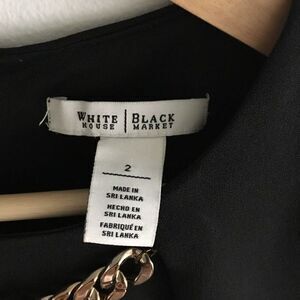 WHITE | BLACK
HOUSE | MARKET
2
MADE IN
SRI LANKA
HECHO EN
SRI LANKA
FABRIQUÉ EN
SRI LANKA